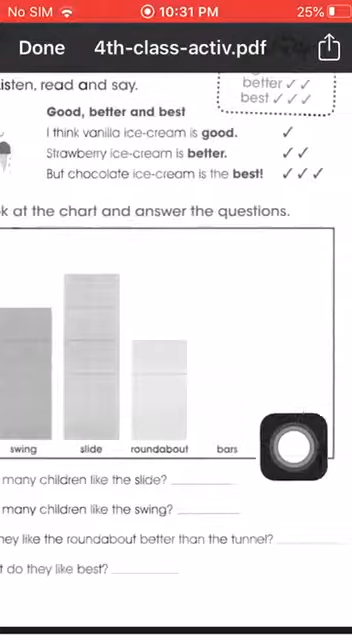 No SIM 10:31 PM 25%
Done 4th-class-activ.pdf
isten, read and say.
better ✓ ✓
best ✓ ✓ ✓
Good, better and best
I think vanilla ice-cream is good. ✓
Strawberry ice-cream is better. ✓ ✓
But chocolate ice-cream is the best! ✓ ✓ ✓
k at the chart and answer the questions.
swing slide roundabout bars
many children like the slide?
many children like the swing?
hey like the roundabout better than the tunnel?
t do they like best?